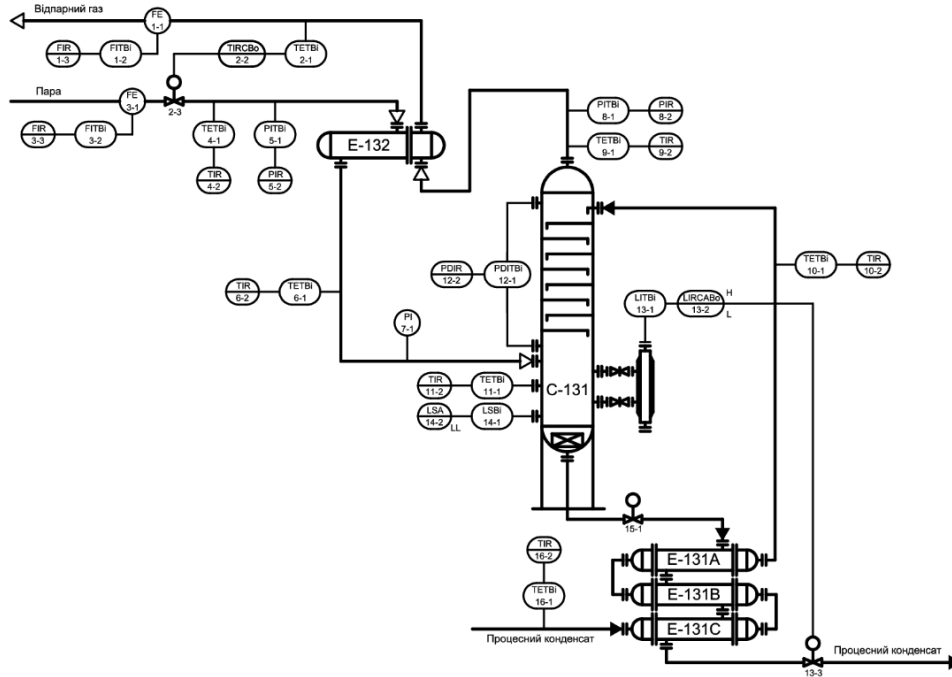 Відпарний газ
FE
1-1
FIR
1-3
FITBi
1-2
TIRCBo
2-2
TETBi
2-1
Пара
FE
3-1
2-3
FIR
3-3
FITBi
3-2
TETBi
4-1
PITBi
5-1
TIR
4-2
PIR
5-2
E-132
PITBi
8-1
PIR
8-2
TETBi
9-1
TIR
9-2
TIR
6-2
TETBi
6-1
PDIR
12-2
PDITBi
12-1
TETBi
10-1
TIR
10-2
LITBi
13-1
LIRCABo
13-2
H
L
PI
7-1
TIR
11-2
TETBi
11-1
C-131
LSA
14-2
LL
LSBi
14-1
15-1
TIR
16-2
TETBi
16-1
E-131A
E-131B
E-131C
Процесний конденсат
Процесний конденсат
13-3